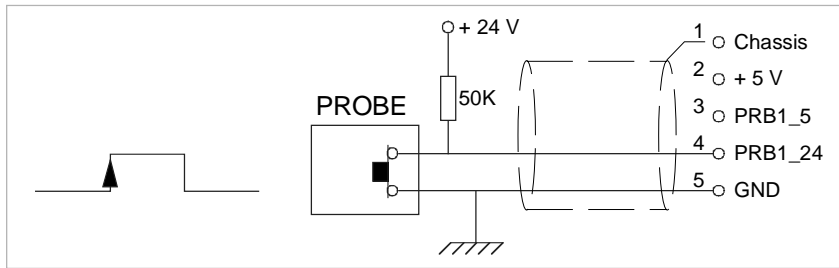 + 24 V
50K
PROBE
1 Chassis
2 + 5 V
3 PRB1_5
4 PRB1_24
5 GND